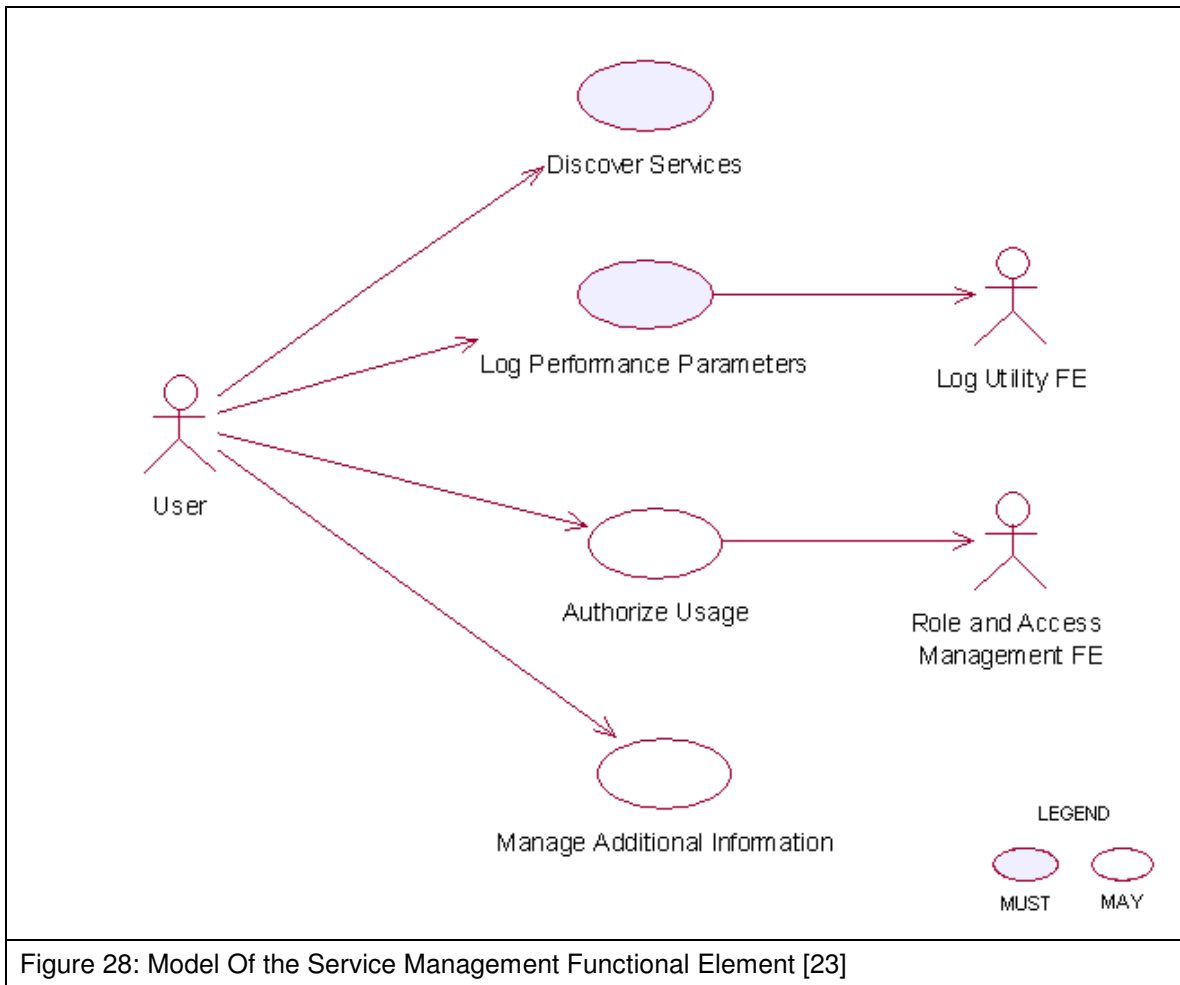 Discover Services
Log Performance Parameters
Log Utility FE
User
Authorize Usage
Role and Access
Management FE
Manage Additional Information
LEGEND
MUST
MAY
Figure 28: Model Of the Service Management Functional Element [23]